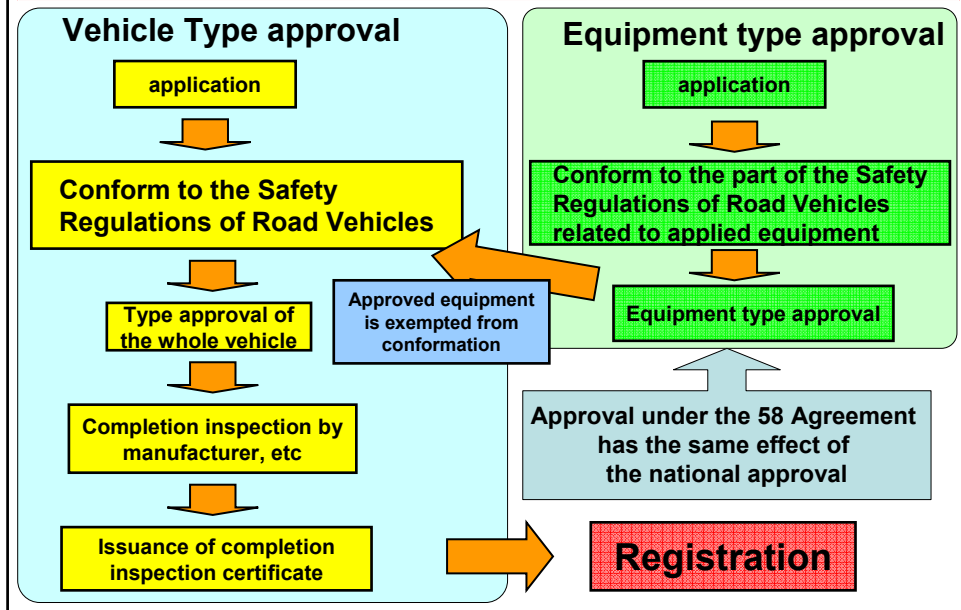 Vehicle Type approval
application
Conform to the Safety
Regulations of Road Vehicles
Type approval of
the whole vehicle
Completion inspection by
manufacturer, etc
Issuance of completion
inspection certificate
Approved equipment
is exempted from
conformation
Equipment type approval
application
Conform to the part of the Safety
Regulations of Road Vehicles
related to applied equipment
Equipment type approval
Approval under the 58 Agreement
has the same effect of
the national approval
Registration